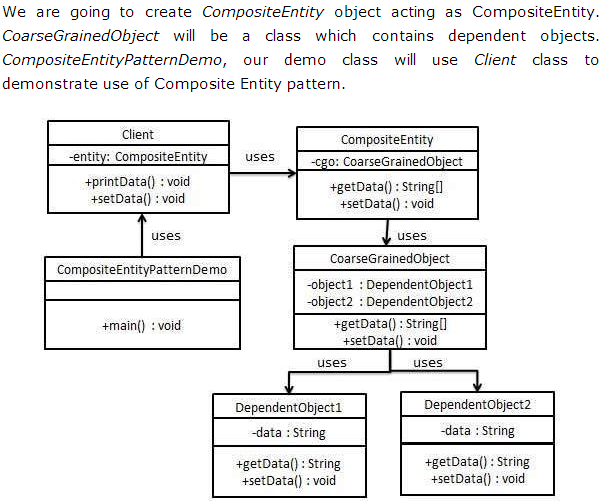 We are going to create CompositeEntity object acting as CompositeEntity.
CoarseGrainedObject will be a class which contains dependent objects.
CompositeEntityPatternDemo, our demo class will use Client class to
demonstrate use of Composite Entity pattern.
Client
-entity: CompositeEntity
+printData() : void
+setData() : void
uses
CompositeEntity
-cgo: CoarseGrainedObject
+getData() : String[]
+setData() : void
uses
uses
CompositeEntityPatternDemo
+main() : void
CoarseGrainedObject
-object1 : DependentObject1
-object2 : DependentObject2
+getData() : String[]
+setData() : void
uses
uses
DependentObject1
-data : String
+getData() : String
+setData() : void
DependentObject2
-data : String
+getData() : String
+setData() : void